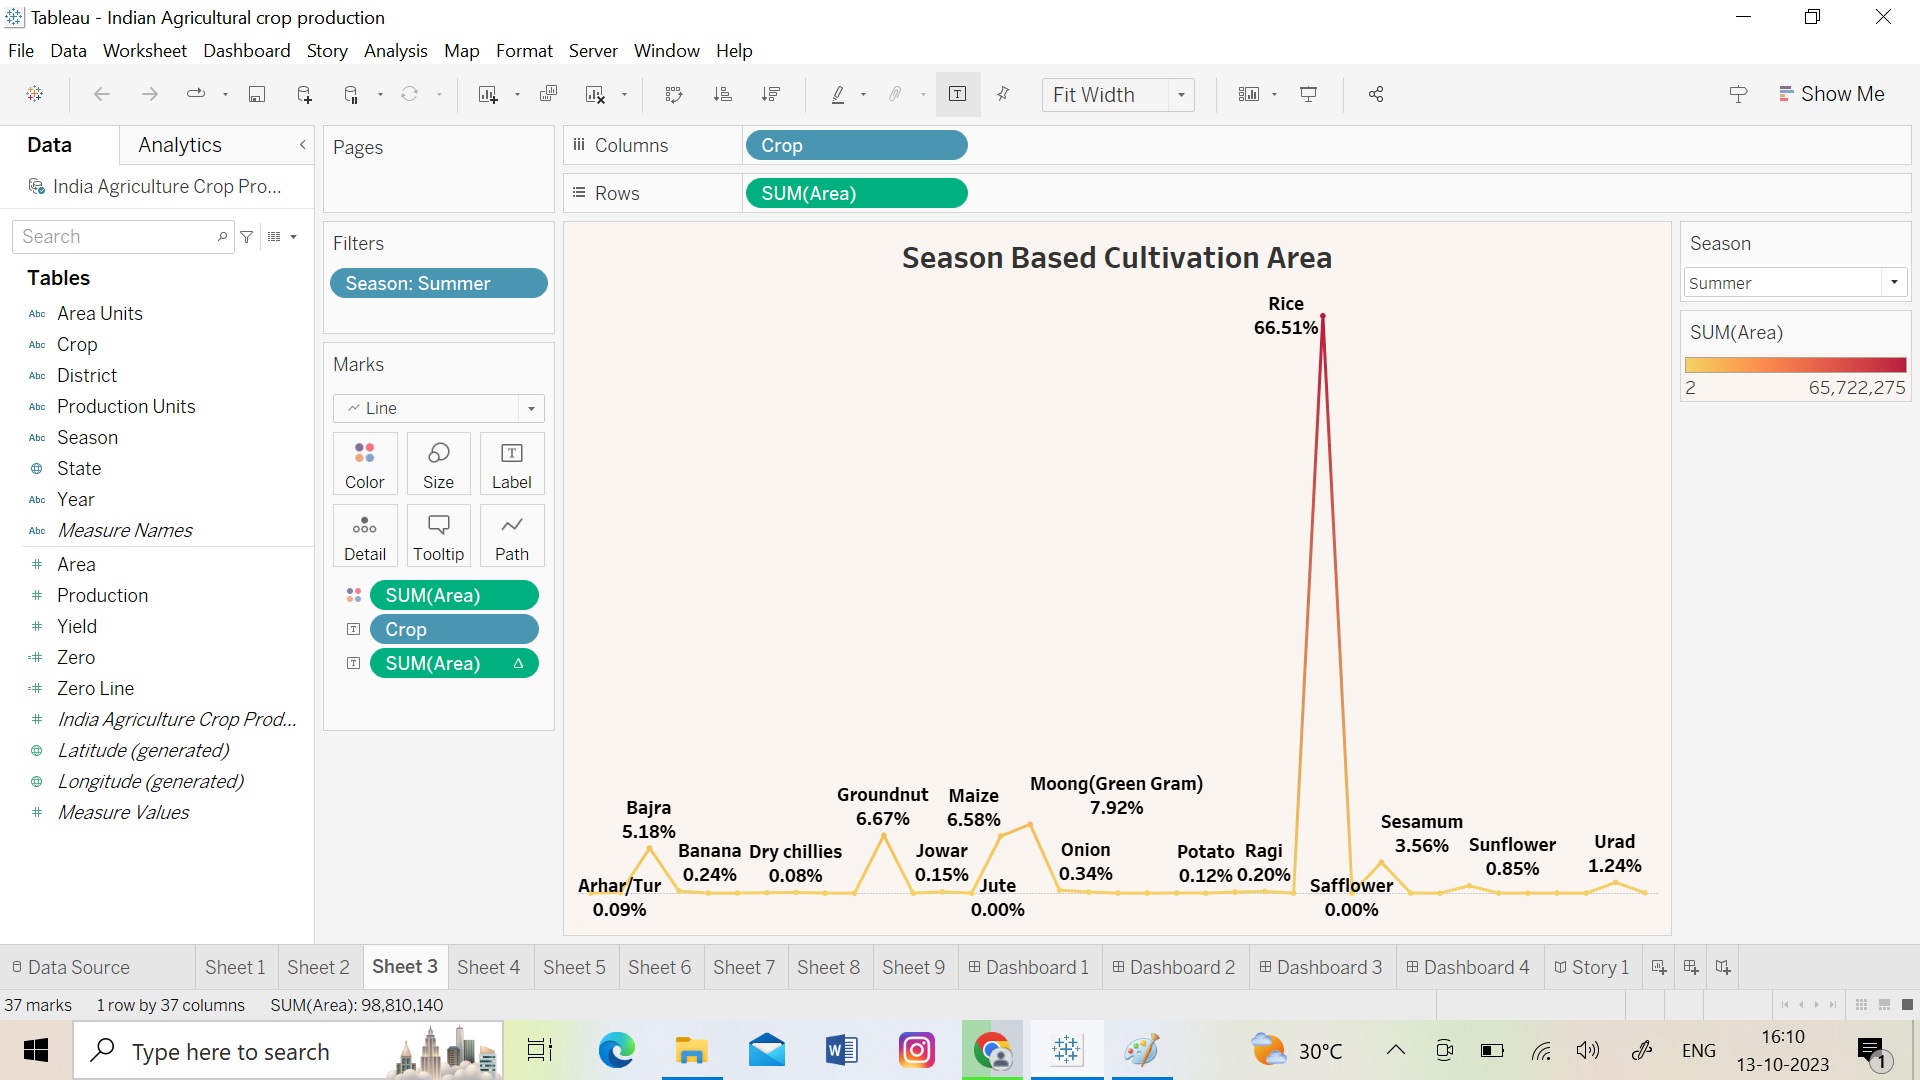 Tableau - Indian Agricultural crop production
File Data Worksheet Dashboard Story Analysis Map Format Server Window Help
Fit Width
Show Me
Data Analytics
India Agriculture Crop Pro...
Search
Tables
Abc Area Units
Abc Crop
Abc District
Abc Production Units
Abc Season
State
Abc Year
Abc Measure Names
# Area
# Production
# Yield
=# Zero
=# Zero Line
# India Agriculture Crop Prod...
Latitude (generated)
Longitude (generated)
# Measure Values
Pages
Filters
Season: Summer
Marks
Line
Color Size Label
Detail Tooltip Path
SUM(Area)
Crop
SUM(Area) Δ
Columns Crop
Rows SUM(Area)
Season Based Cultivation Area
Rice
66.51%
Moong(Green Gram)
7.92%
Groundnut
6.67%
Maize
6.58%
Bajra
5.18%
Sesamum
3.56%
Urad
1.24%
Sunflower
0.85%
Banana
0.24%
Dry chillies
0.08%
Jowar
0.15%
Onion
0.34%
Potato
0.12%
Ragi
0.20%
Arhar/Tur
0.09%
Jute
0.00%
Safflower
0.00%
Season
Summer
SUM(Area)
2 65,722,275
Data Source Sheet 1 Sheet 2 Sheet 3 Sheet 4 Sheet 5 Sheet 6 Sheet 7 Sheet 8 Sheet 9 Dashboard 1 Dashboard 2 Dashboard 3 Dashboard 4 Story 1
37 marks 1 row by 37 columns SUM(Area): 98,810,140
Type here to search
30°C
ENG
16:10
13-10-2023
1